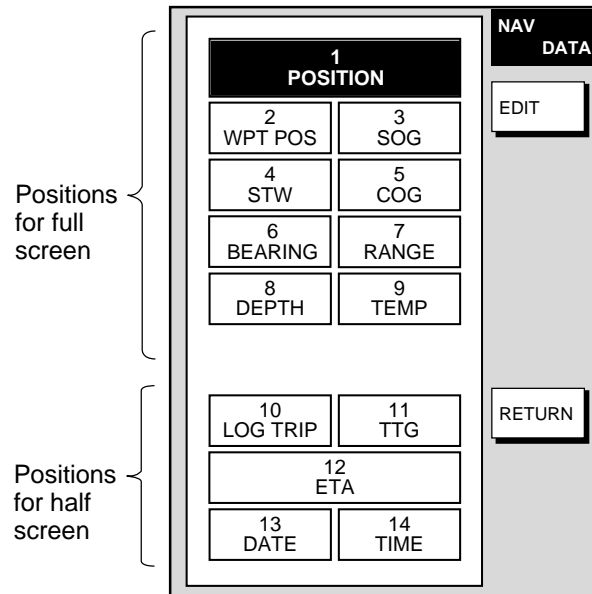 NAV
DATA
1
POSITION
EDIT
2
WPT POS
3
SOG
4
STW
5
COG
Positions
for full
screen
6
BEARING
7
RANGE
8
DEPTH
9
TEMP
10
LOG TRIP
11
TTG
RETURN
12
ETA
Positions
for half
screen
13
DATE
14
TIME